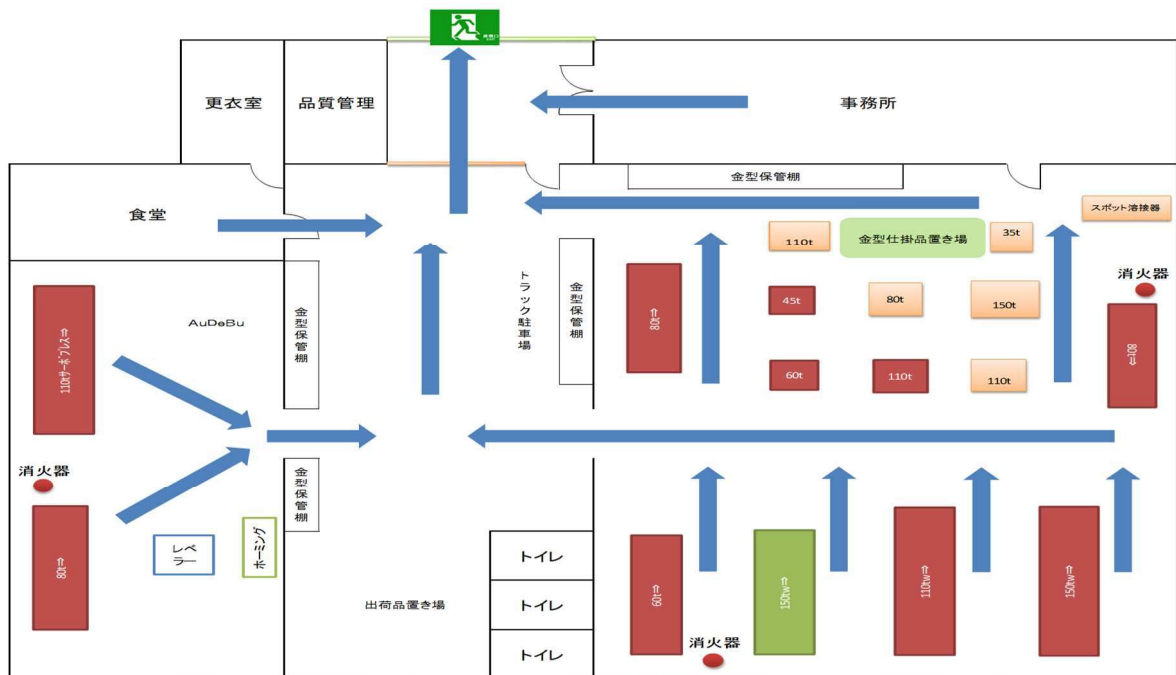 非常口
更衣室
品質管理
事務所
食堂
金型保管棚
スポット溶接器
110t
金型仕掛品置き場
35t
消火器
AuDeBu
金型保管棚
トラック駐車場
金型保管棚
80t⇒
45t
80t
150t
110tサーボプレス⇒
80t⇒
60t
110t
110t
消火器
金型保管棚
80t⇒
レベ
ラー
ホーミング
トイレ
トイレ
トイレ
出荷品置き場
60t⇒
150tw⇒
110tw⇒
150tw⇒
消火器